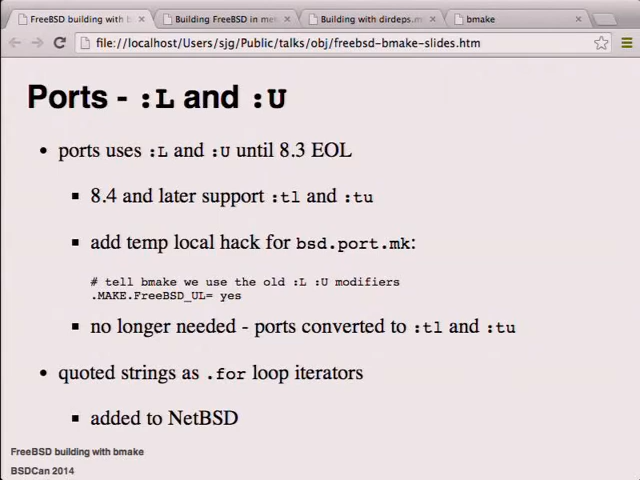 FreeBSD building with b
Building FreeBSD in met
Building with dirdeps.m
bmake
file://localhost/Users/sjg/Public/talks/obj/freebsd-bmake-slides.htm
Ports - :L and :U
• ports uses :L and :U until 8.3 EOL
▪ 8.4 and later support :tl and :tu
▪ add temp local hack for bsd.port.mk:
# tell bmake we use the old :L :U modifiers
.MAKE.FreeBSD_UL= yes
▪ no longer needed - ports converted to :tl and :tu
• quoted strings as .for loop iterators
▪ added to NetBSD
FreeBSD building with bmake
BSDCan 2014